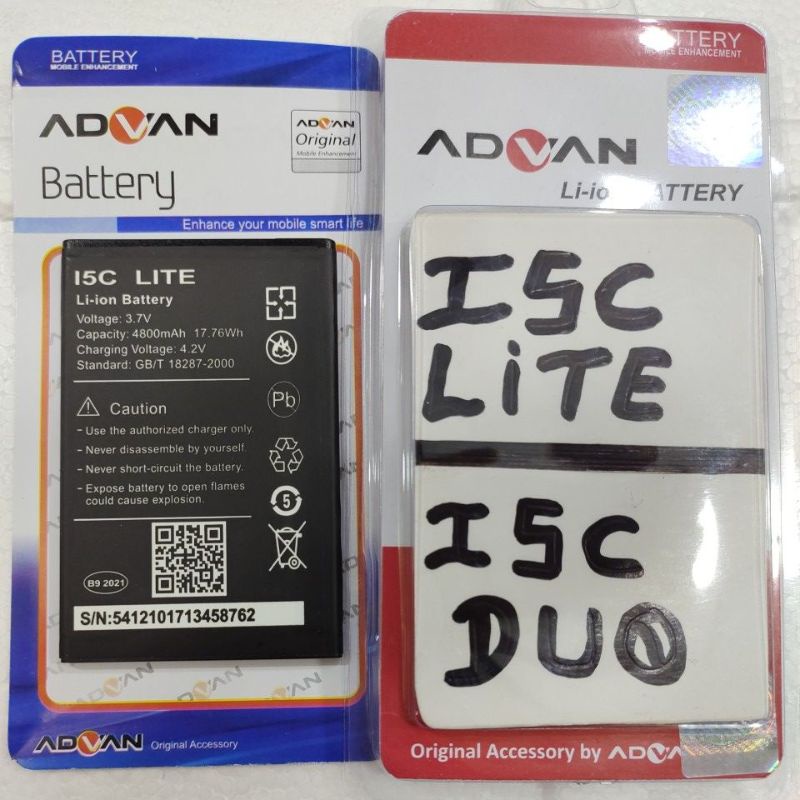 BATTERY
MOBILE ENHANCEMENT
ADVAN
ADVAN
Original
Mobile Enhancement
Battery
Enhance your mobile smart life
I5C LITE
Li-ion Battery
Voltage: 3.7V
Capacity: 4800mAh 17.76Wh
Charging Voltage: 4.2V
Standard: GB/T 18287-2000
Caution
Pb
- Use the authorized charger only.
- Never disassemble by yourself.
- Never short-circuit the battery.
- Expose battery to open flames
could cause explosion.
5
B9 2021
S/N:5412101713458762
ADVAN Original Accessory
BATTERY
MOBILE ENHANCEMENT
ADVAN
Li-ion BATTERY
I5C
LiTE
I5C
DUO
Original Accessory by ADVAN